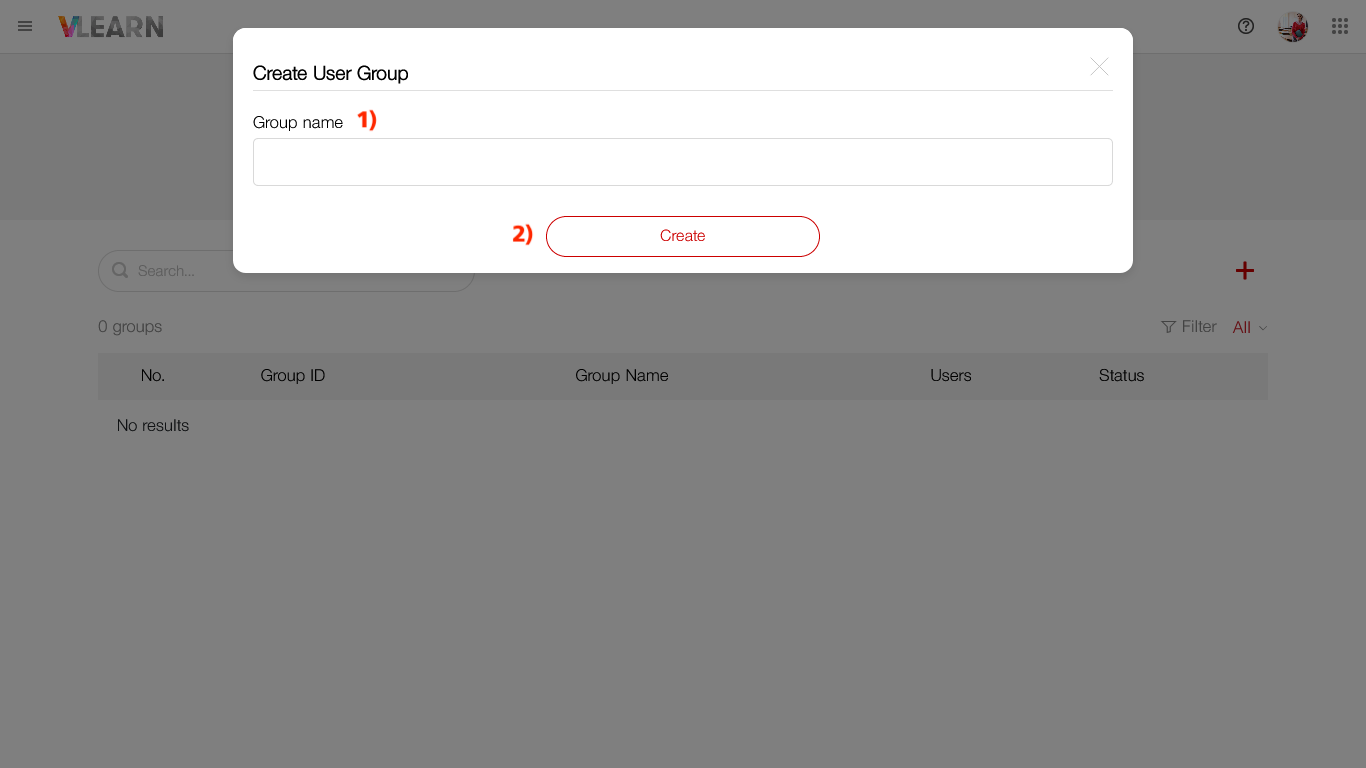 VLEARN
Create User Group
Group name 1)
2) Create
Search...
0 groups
Filter All
No. Group ID Group Name Users Status
No results